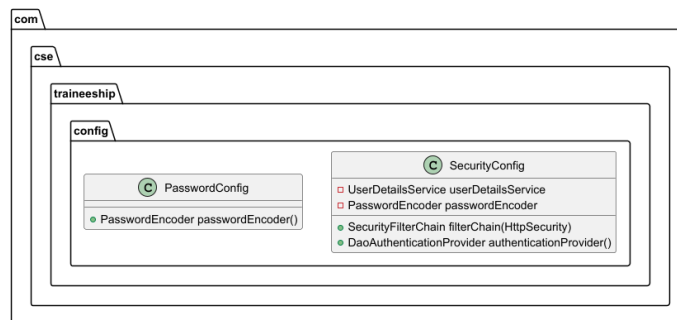 com
cse
traineeship
config
C PasswordConfig
PasswordEncoder passwordEncoder()
C SecurityConfig
UserDetailsService userDetailsService
PasswordEncoder passwordEncoder
SecurityFilterChain filterChain(HttpSecurity)
DaoAuthenticationProvider authenticationProvider()